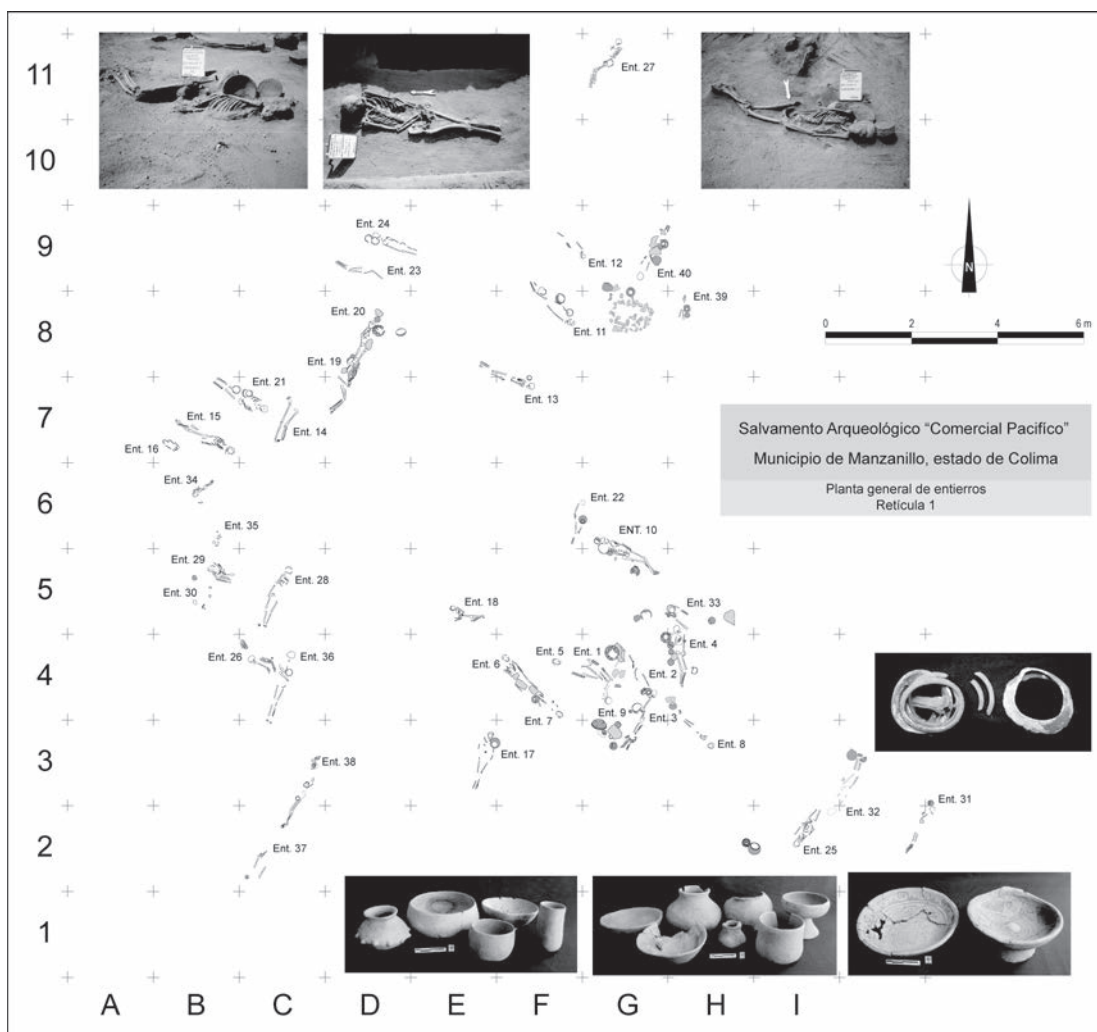 11
Ent. 27
10
9
Ent. 24
Ent. 23
Ent. 12
Ent. 40
N
8
Ent. 20
Ent. 19
Ent. 11
Ent. 39
0 2 4 6 m
7
Ent. 21
Ent. 15
Ent. 16
Ent. 14
Ent. 13
Salvamento Arqueológico “Comercial Pacifíco”
Municipio de Manzanillo, estado de Colima
Planta general de entierros
Retícula 1
6
Ent. 34
Ent. 35
Ent. 22
ENT. 10
5
Ent. 29
Ent. 30
Ent. 28
Ent. 18
Ent. 33
4
Ent. 26
Ent. 36
Ent. 6
Ent. 5
Ent. 1
Ent. 4
Ent. 2
Ent. 7
Ent. 9
Ent. 3
3
Ent. 38
Ent. 17
Ent. 8
2
Ent. 37
Ent. 32
Ent. 25
Ent. 31
1
A B C D E F G H I